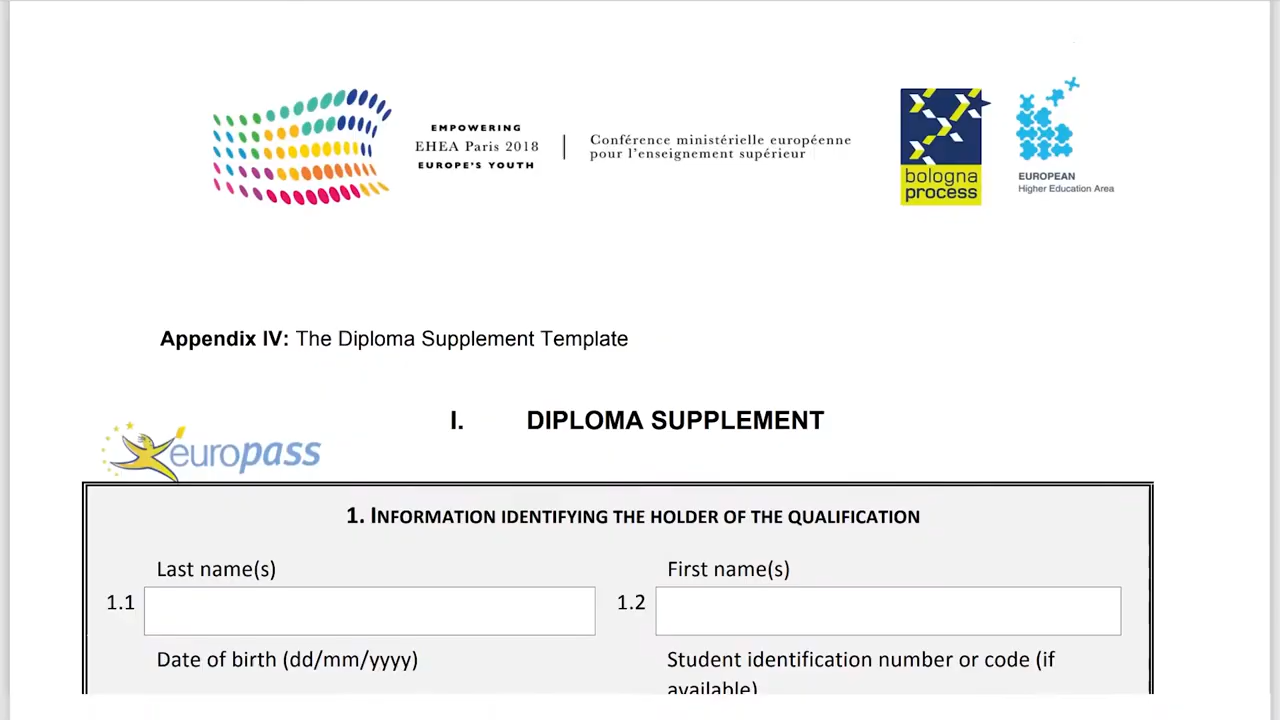 EMPOWERING
EHEA Paris 2018
EUROPE'S YOUTH
Conférence ministérielle européenne
pour l'enseignement supérieur
bologna
process
EUROPEAN
Higher Education Area
Appendix IV: The Diploma Supplement Template
I. DIPLOMA SUPPLEMENT
europass
1. INFORMATION IDENTIFYING THE HOLDER OF THE QUALIFICATION
Last name(s)
First name(s)
1.1
1.2
Date of birth (dd/mm/yyyy)
Student identification number or code (if
available)